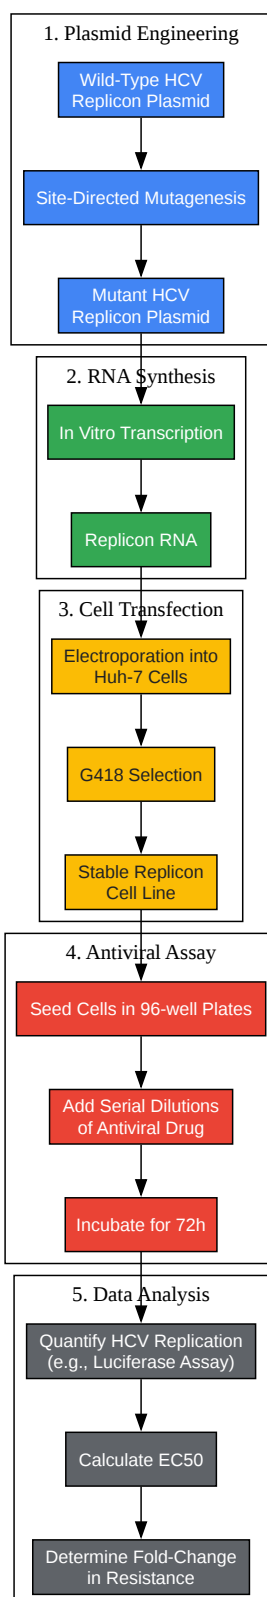 1. Plasmid Engineering
Wild-Type HCV
Replicon Plasmid
Site-Directed Mutagenesis
Mutant HCV
Replicon Plasmid
2. RNA Synthesis
In Vitro Transcription
Replicon RNA
3. Cell Transfection
Electroporation into
Huh-7 Cells
G418 Selection
Stable Replicon
Cell Line
4. Antiviral Assay
Seed Cells in 96-well Plates
Add Serial Dilutions
of Antiviral Drug
Incubate for 72h
5. Data Analysis
Quantify HCV Replication
(e.g., Luciferase Assay)
Calculate EC50
Determine Fold-Change
in Resistance